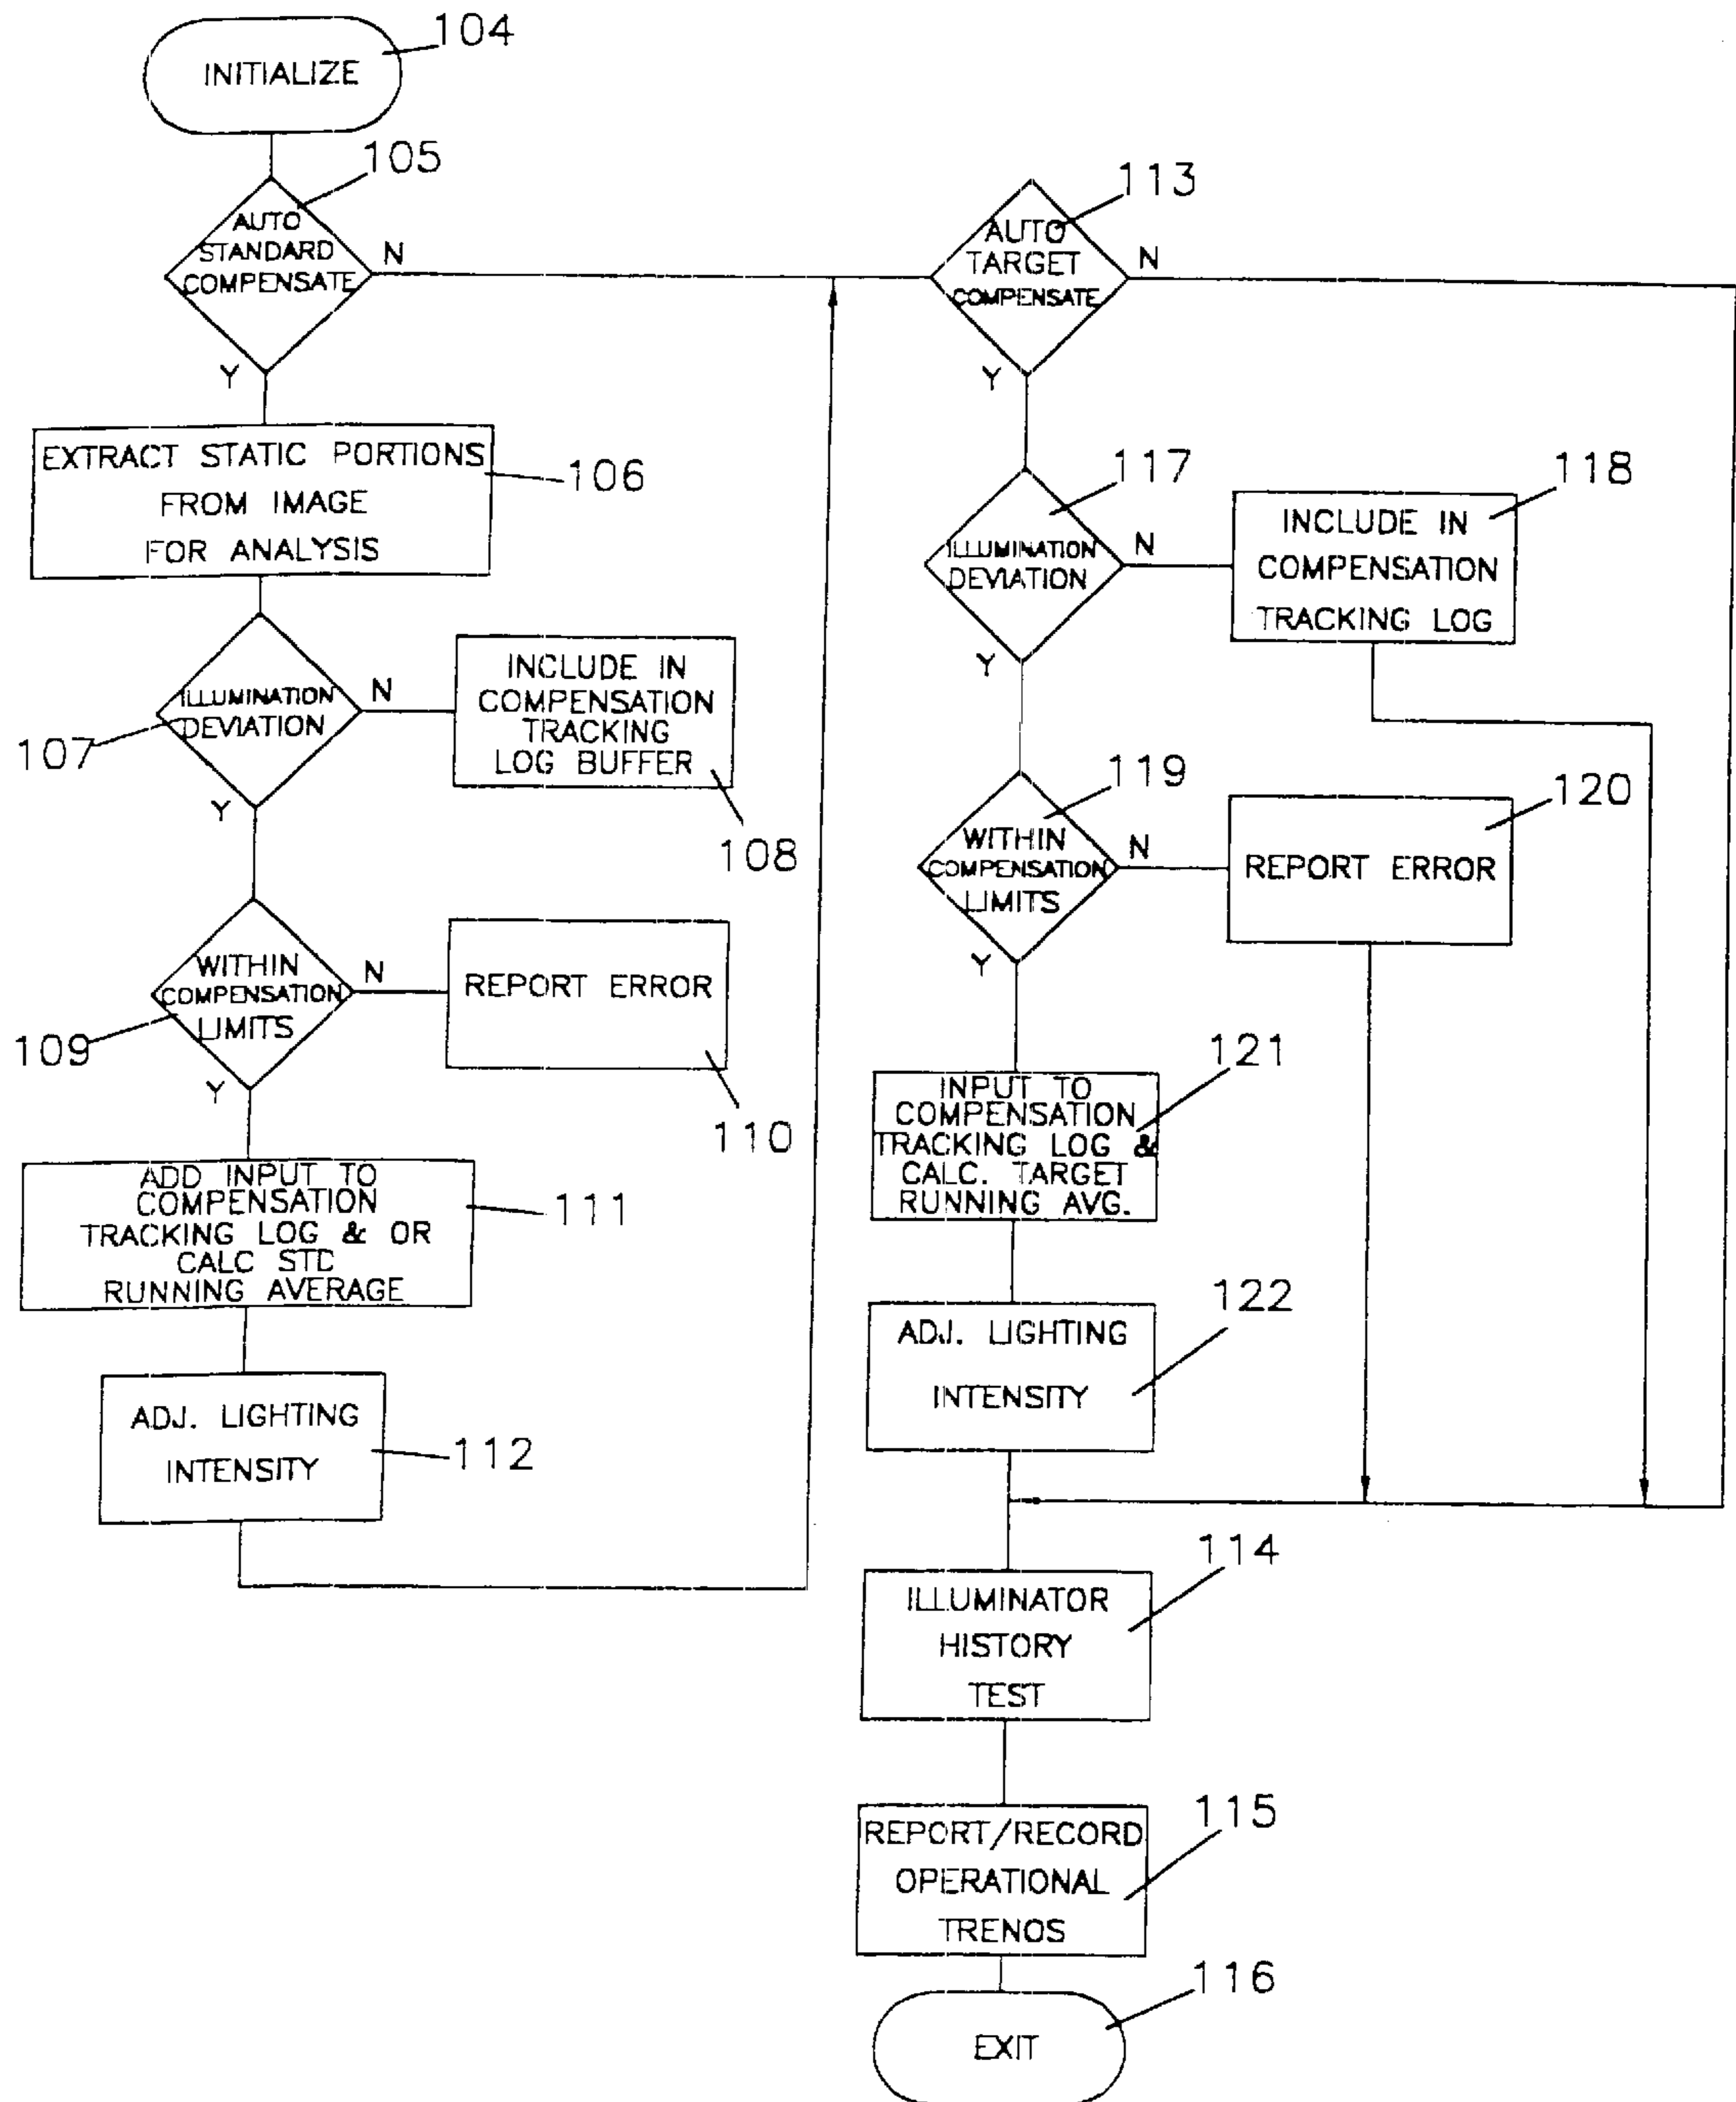 104
INITIALIZE
105
AUTO
STANDARD
COMPENSATE
N
Y
EXTRACT STATIC PORTIONS
FROM IMAGE
FOR ANALYSIS
106
ILLUMINATION
DEVIATION
N
Y
107
INCLUDE IN
COMPENSATION
TRACKING
LOG BUFFER
108
WITHIN
COMPENSATION
LIMITS
N
Y
109
REPORT ERROR
110
ADD INPUT TO
COMPENSATION
TRACKING LOG & OR
CALC STD
RUNNING AVERAGE
111
ADJ. LIGHTING
INTENSITY
112
113
AUTO
TARGET
COMPENSATE
N
Y
117
ILLUMINATION
DEVIATION
N
Y
118
INCLUDE IN
COMPENSATION
TRACKING LOG
119
WITHIN
COMPENSATION
LIMITS
N
Y
120
REPORT ERROR
121
INPUT TO
COMPENSATION
TRACKING LOG &
CALC. TARGET
RUNNING AVG.
122
ADJ. LIGHTING
INTENSITY
114
ILLUMINATOR
HISTORY
TEST
115
REPORT/RECORD
OPERATIONAL
TRENOS
116
EXIT